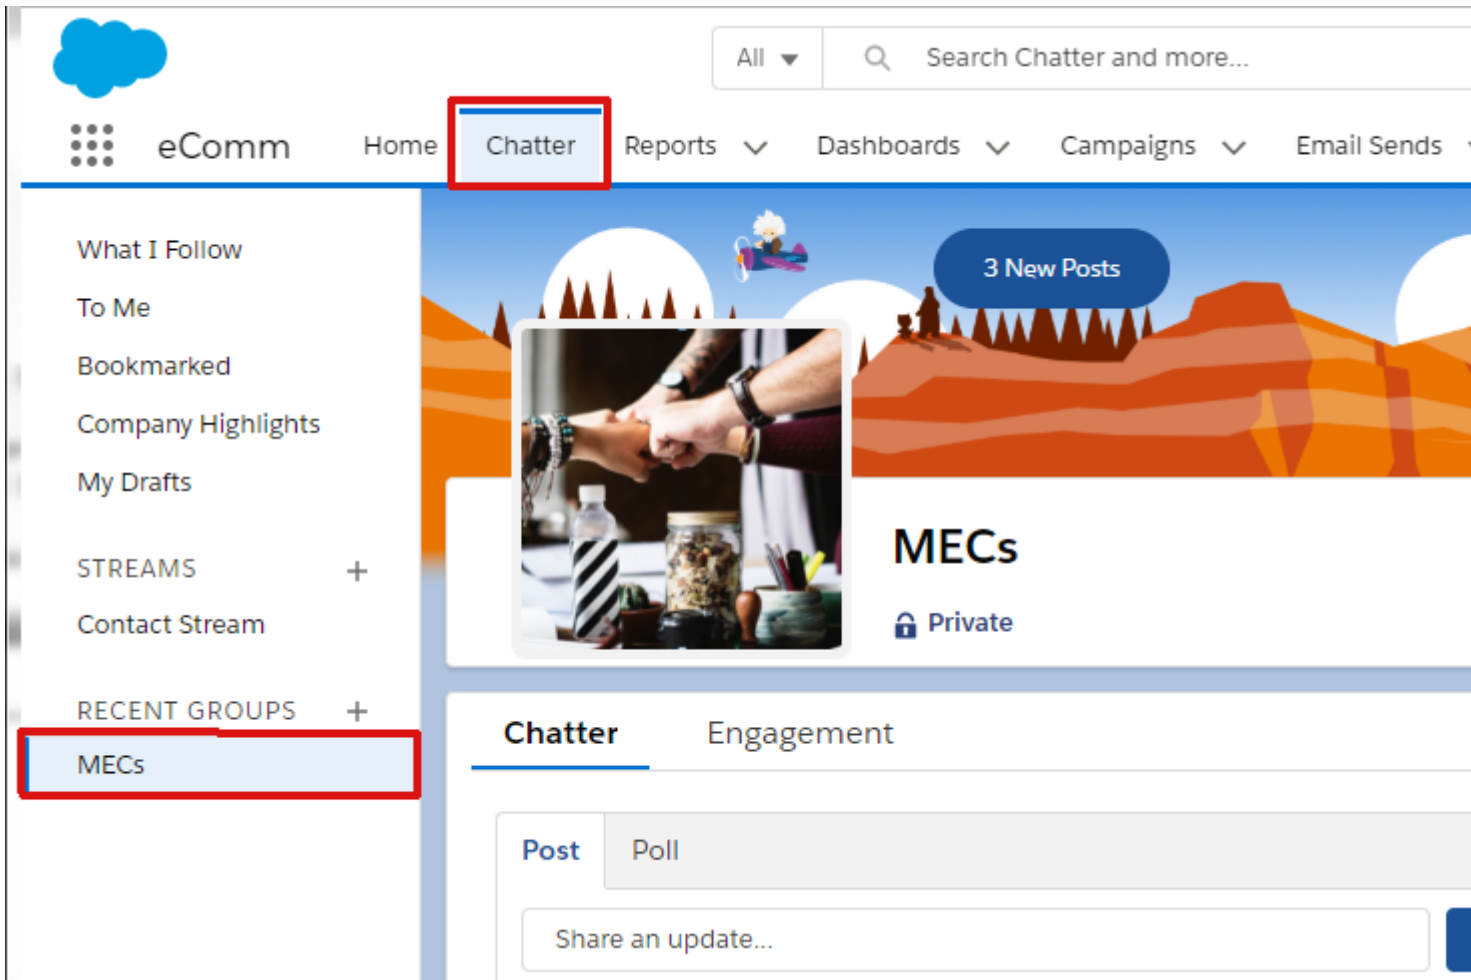 All
Search Chatter and more...
eComm Home Chatter Reports Dashboards Campaigns Email Sends
What I Follow
To Me
Bookmarked
Company Highlights
My Drafts
STREAMS
Contact Stream
RECENT GROUPS
MECs
3 New Posts
MECs
Private
Chatter Engagement
Post Poll
Share an update...